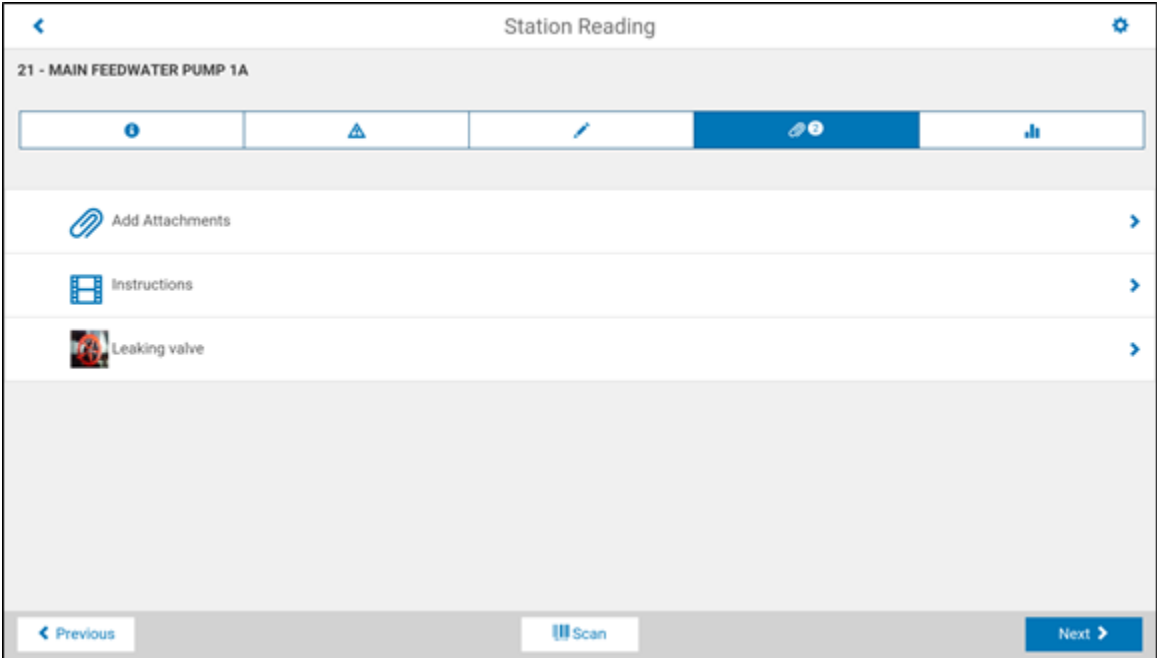 Station Reading
21 - MAIN FEEDWATER PUMP 1A
2
Add Attachments
Instructions
Leaking valve
Previous
Scan
Next